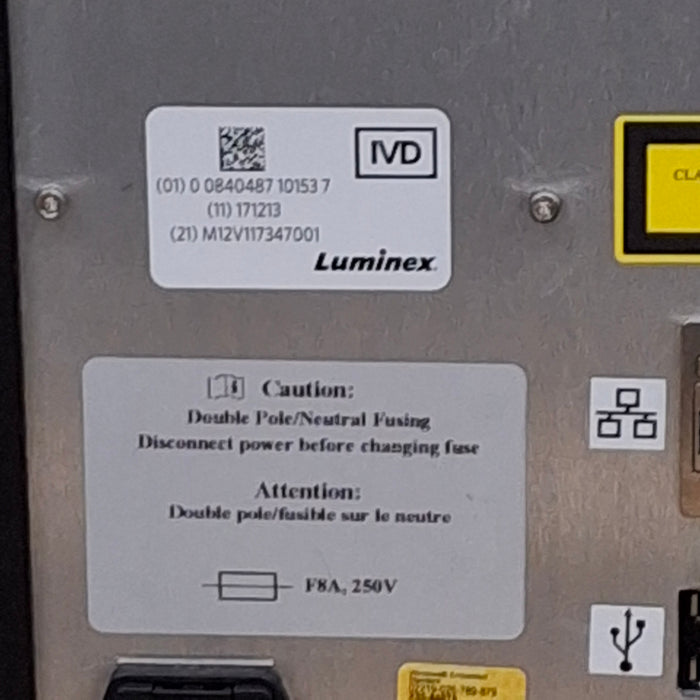 IVD
(01) 0 0840487 10153 7
(11) 171213
(21) M12V117347001
Luminex
CLA
Caution:
Double Pole/Neutral Fusing
Disconnect power before changing fuse
Attention:
Double pole/fusible sur le neutre
F8A, 250V